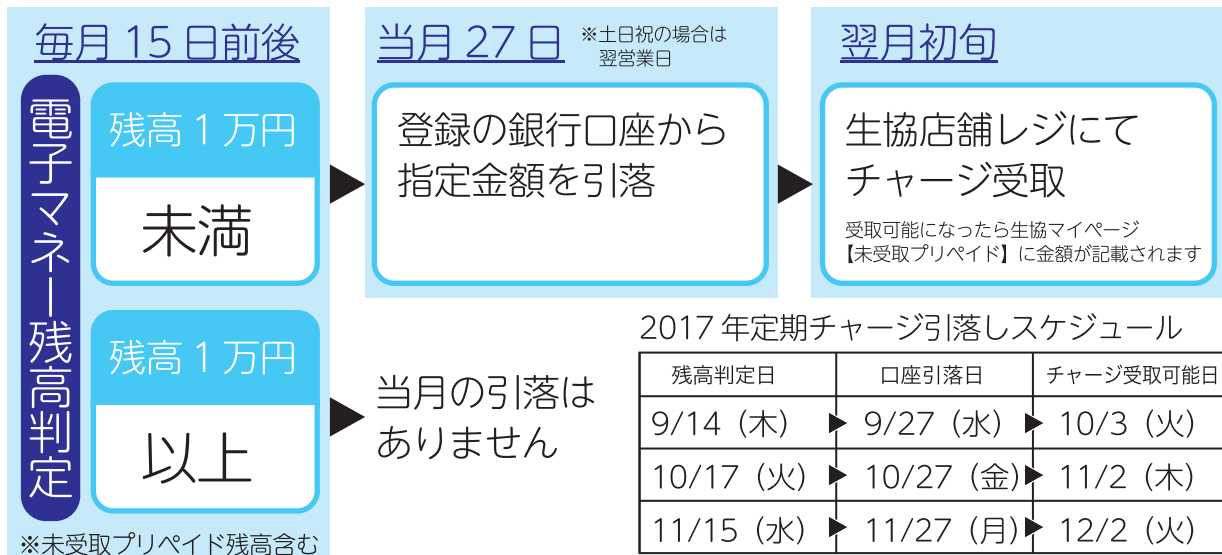 毎月 15 日前後
電子マネー残高判定
残高 1 万円
未満
残高 1 万円
以上
※未受取プリペイド残高含む
当月 27 日
※土日祝の場合は
翌営業日
登録の銀行口座から
指定金額を引落
翌月初旬
生協店舗レジにて
チャージ受取
受取可能になったら生協マイページ
【未受取プリペイド】に金額が記載されます
当月の引落は
ありません
2017 年定期チャージ引落しスケジュール
残高判定日 口座引落日 チャージ受取可能日
9/14（木） 9/27（水） 10/3（火）
10/17（火） 10/27（金） 11/2（木）
11/15（水） 11/27（月） 12/2（火）